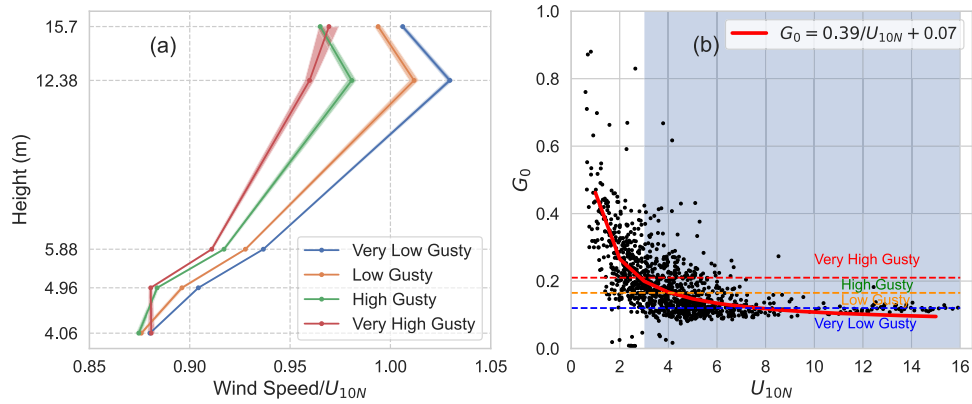 15.7
12.38
5.88
4.96
4.06
Height (m)
(a)
Very Low Gusty
Low Gusty
High Gusty
Very High Gusty
0.85
0.90
0.95
1.00
1.05
Wind Speed/U10N
1.0
0.8
0.6
0.4
0.2
0.0
G0
(b)
G0 = 0.39/U10N + 0.07
Very High Gusty
High Gusty
Low Gusty
Very Low Gusty
0
2
4
6
8
10
12
14
16
U10N